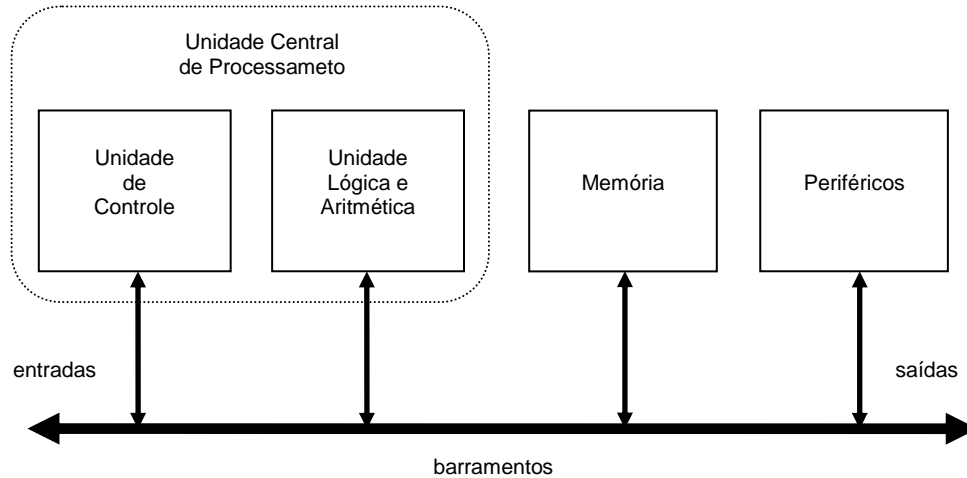 Unidade Central
de Processameto
Unidade
de
Controle
Unidade
Lógica e
Aritmética
Memória
Periféricos
entradas
saídas
barramentos